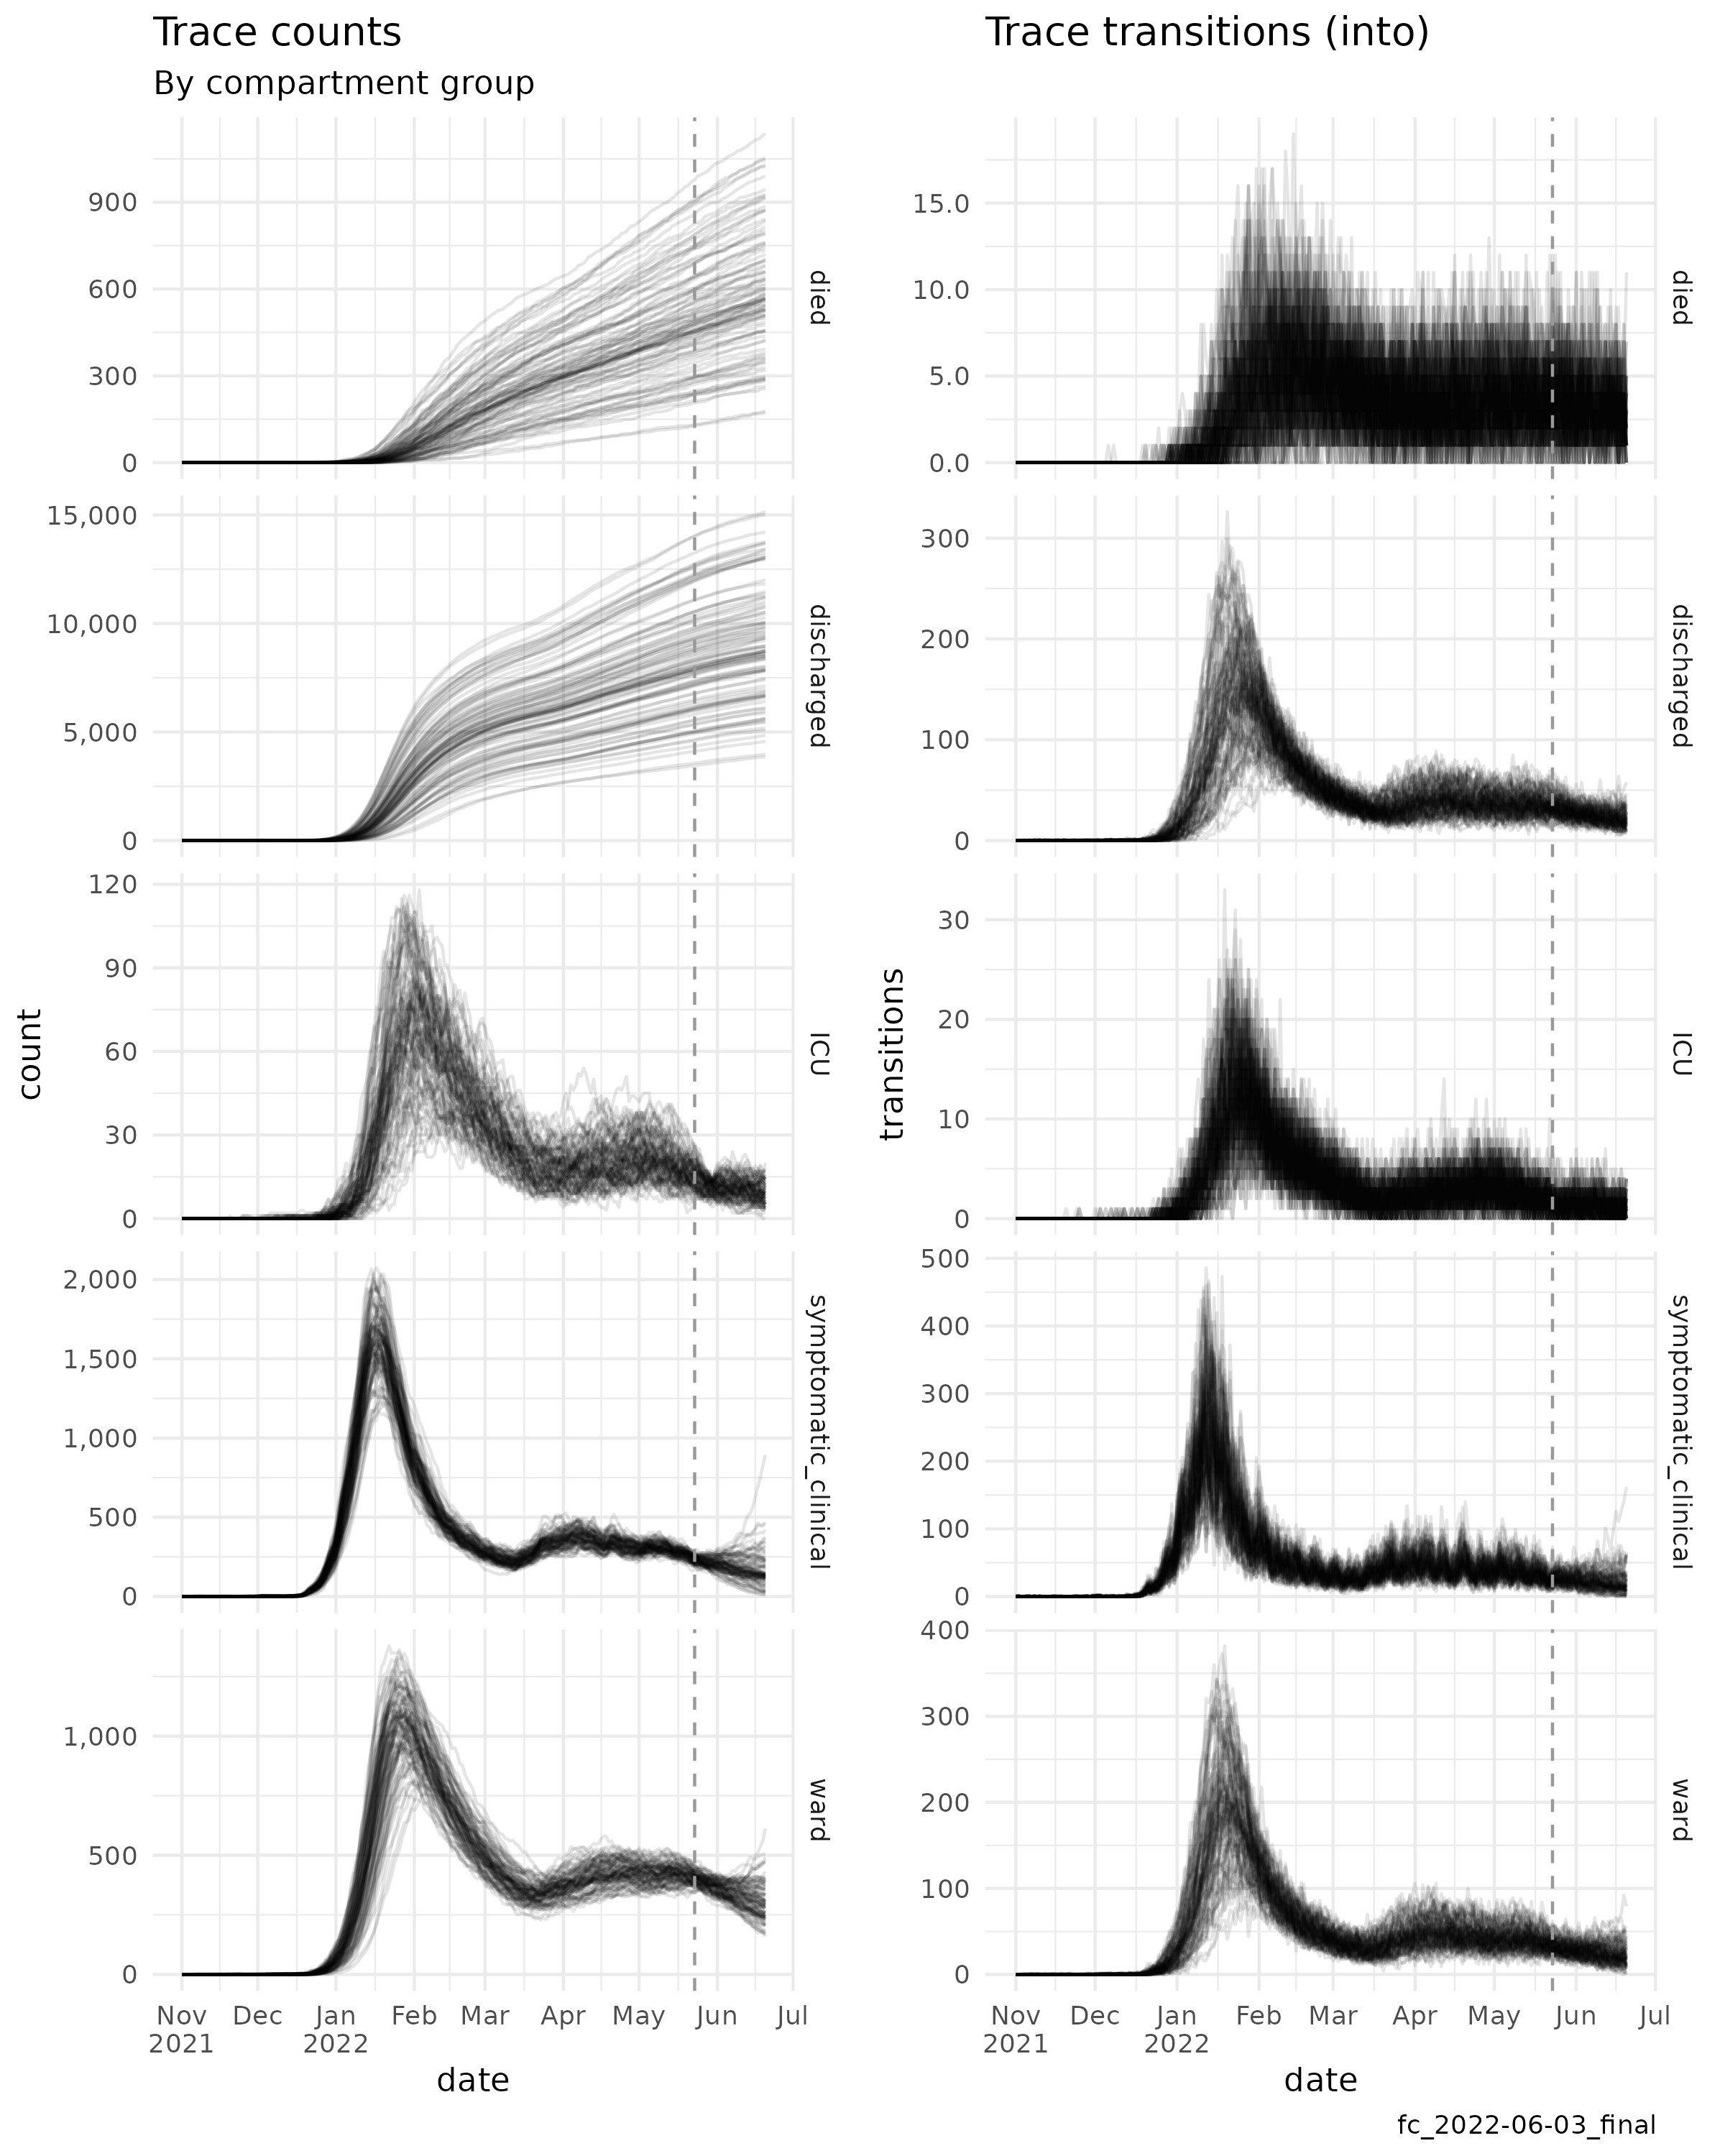 Trace counts
By compartment group
Trace transitions (into)
count
900
600
300
0
died
15,000
10,000
5,000
0
discharged
120
90
60
30
0
ICU
2,000
1,500
1,000
500
0
symptomatic_clinical
1,000
500
0
ward
Nov Dec Jan Feb Mar Apr May Jun Jul
2021 2022
date
transitions
15.0
10.0
5.0
0.0
died
300
200
100
0
discharged
30
20
10
0
ICU
500
400
300
200
100
0
symptomatic_clinical
400
300
200
100
0
ward
Nov Dec Jan Feb Mar Apr May Jun Jul
2021 2022
date
fc_2022-06-03_final